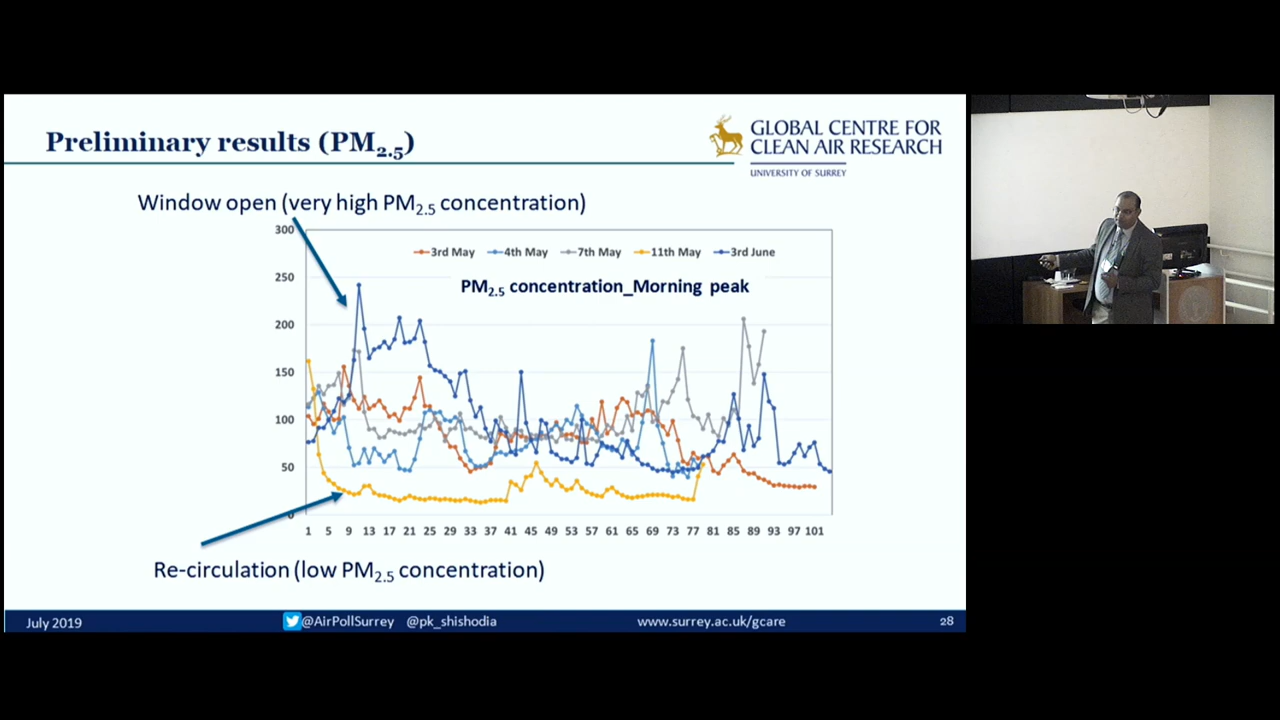 Preliminary results (PM2.5)
GLOBAL CENTRE FOR
CLEAN AIR RESEARCH
UNIVERSITY OF SURREY
Window open (very high PM2.5 concentration)
300
250
200
150
100
50
0
3rd May 4th May 7th May 11th May 3rd June
PM2.5 concentration_Morning peak
1 5 9 13 17 21 25 29 33 37 41 45 49 53 57 61 65 69 73 77 81 85 89 93 97 101
Re-circulation (low PM2.5 concentration)
July 2019
@AirPollSurrey @pk_shishodia
www.surrey.ac.uk/gcare
28